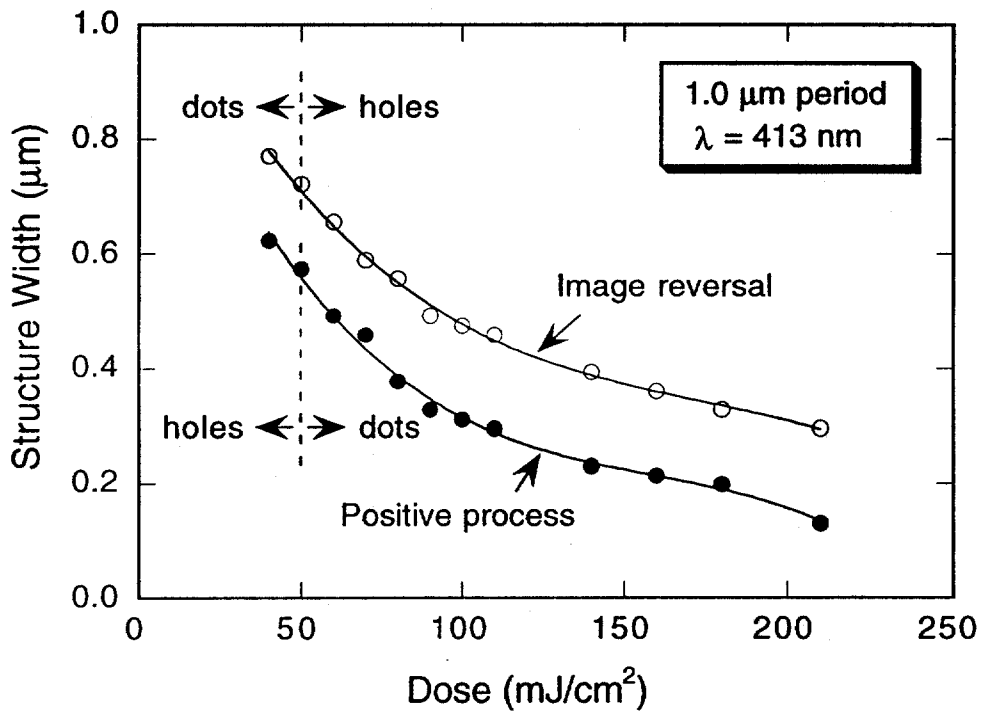 1.0
0.8
0.6
0.4
0.2
0.0
Structure Width (μm)
dots holes
1.0 μm period
λ = 413 nm
Image reversal
holes dots
Positive process
0 50 100 150 200 250
Dose (mJ/cm²)